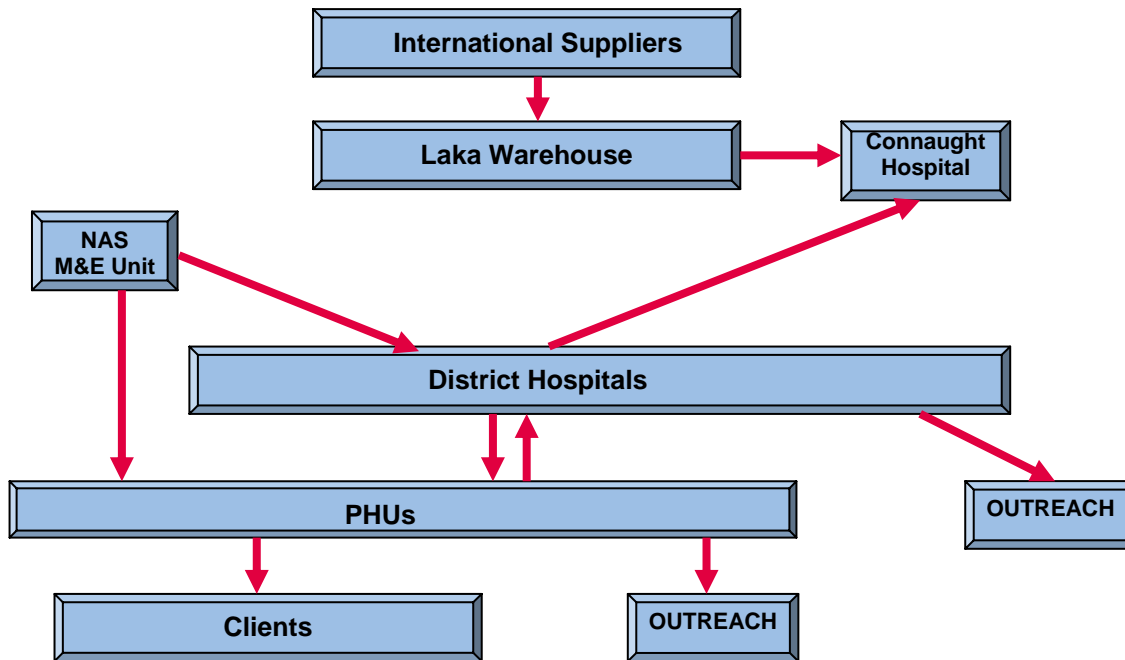 International Suppliers
Laka Warehouse
Connaught
Hospital
NAS
M&E Unit
District Hospitals
PHUs
OUTREACH
Clients
OUTREACH